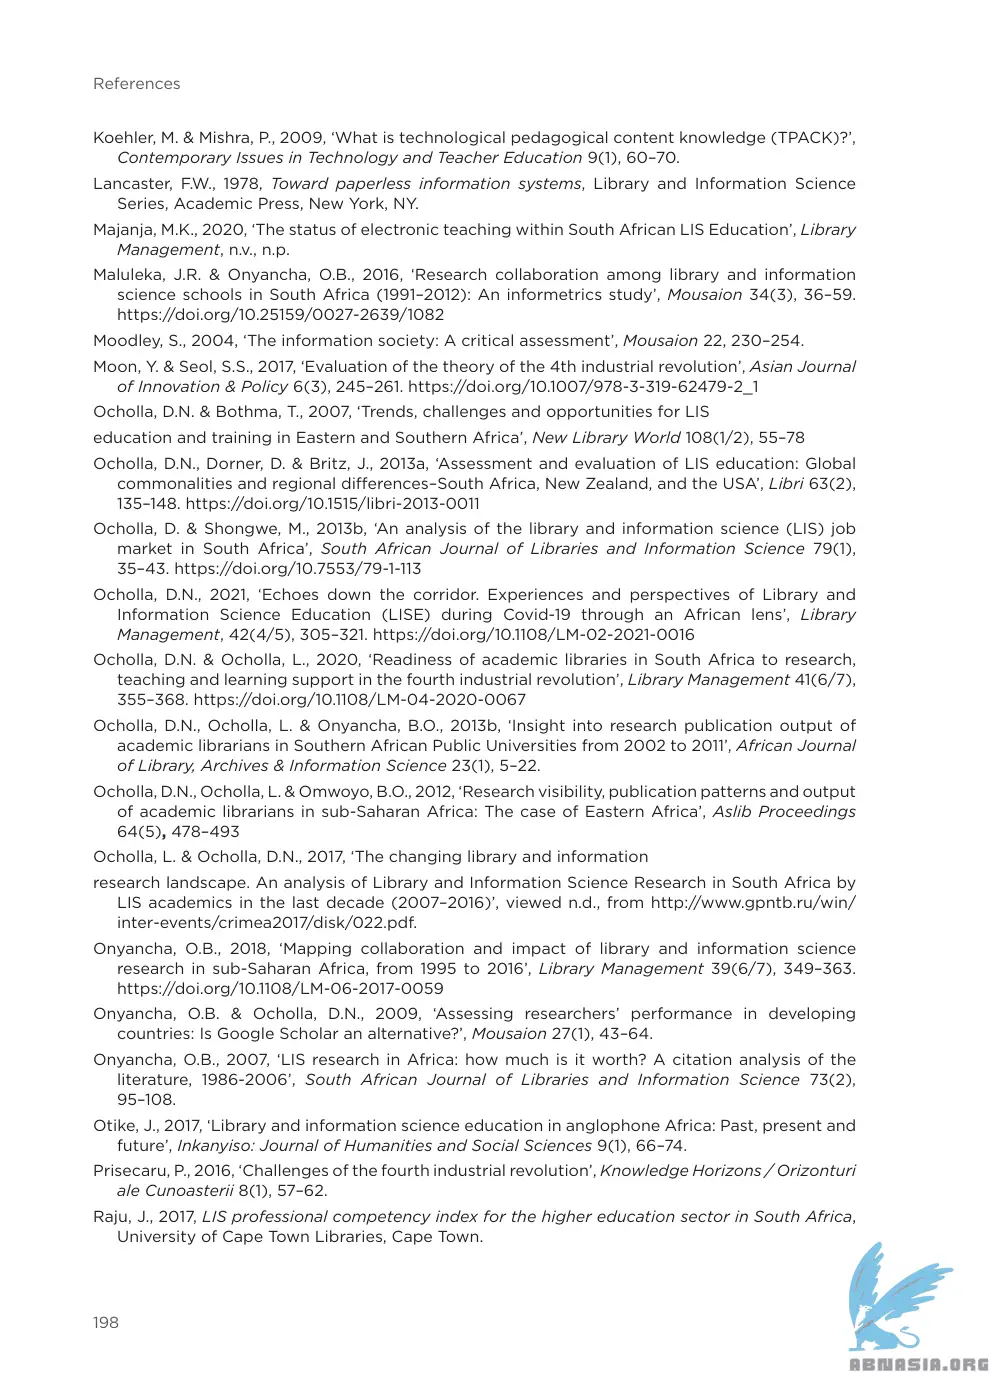 References
Koehler, M. & Mishra, P., 2009, ‘What is technological pedagogical content knowledge (TPACK)?’,
Contemporary Issues in Technology and Teacher Education 9(1), 60–70.
Lancaster, F.W., 1978, Toward paperless information systems, Library and Information Science
Series, Academic Press, New York, NY.
Majanja, M.K., 2020, ‘The status of electronic teaching within South African LIS Education’, Library
Management, n.v., n.p.
Maluleka, J.R. & Onyancha, O.B., 2016, ‘Research collaboration among library and information
science schools in South Africa (1991–2012): An informetrics study’, Mousaion 34(3), 36–59.
https://doi.org/10.25159/0027-2639/1082
Moodley, S., 2004, ‘The information society: A critical assessment’, Mousaion 22, 230–254.
Moon, Y. & Seol, S.S., 2017, ‘Evaluation of the theory of the 4th industrial revolution’, Asian Journal
of Innovation & Policy 6(3), 245–261. https://doi.org/10.1007/978-3-319-62479-2_1
Ocholla, D.N. & Bothma, T., 2007, ‘Trends, challenges and opportunities for LIS
education and training in Eastern and Southern Africa’, New Library World 108(1/2), 55–78
Ocholla, D.N., Dorner, D. & Britz, J., 2013a, ‘Assessment and evaluation of LIS education: Global
commonalities and regional differences–South Africa, New Zealand, and the USA’, Libri 63(2),
135–148. https://doi.org/10.1515/libri-2013-0011
Ocholla, D. & Shongwe, M., 2013b, ‘An analysis of the library and information science (LIS) job
market in South Africa’, South African Journal of Libraries and Information Science 79(1),
35–43. https://doi.org/10.7553/79-1-113
Ocholla, D.N., 2021, ‘Echoes down the corridor. Experiences and perspectives of Library and
Information Science Education (LISE) during Covid-19 through an African lens’, Library
Management, 42(4/5), 305–321. https://doi.org/10.1108/LM-02-2021-0016
Ocholla, D.N. & Ocholla, L., 2020, ‘Readiness of academic libraries in South Africa to research,
teaching and learning support in the fourth industrial revolution’, Library Management 41(6/7),
355–368. https://doi.org/10.1108/LM-04-2020-0067
Ocholla, D.N., Ocholla, L. & Onyancha, B.O., 2013b, ‘Insight into research publication output of
academic librarians in Southern African Public Universities from 2002 to 2011’, African Journal
of Library, Archives & Information Science 23(1), 5–22.
Ocholla, D.N., Ocholla, L. & Omwoyo, B.O., 2012, ‘Research visibility, publication patterns and output
of academic librarians in sub-Saharan Africa: The case of Eastern Africa’, Aslib Proceedings
64(5), 478–493
Ocholla, L. & Ocholla, D.N., 2017, ‘The changing library and information
research landscape. An analysis of Library and Information Science Research in South Africa by
LIS academics in the last decade (2007–2016)’, viewed n.d., from http://www.gpntb.ru/win/
inter-events/crimea2017/disk/022.pdf.
Onyancha, O.B., 2018, ‘Mapping collaboration and impact of library and information science
research in sub-Saharan Africa, from 1995 to 2016’, Library Management 39(6/7), 349–363.
https://doi.org/10.1108/LM-06-2017-0059
Onyancha, O.B. & Ocholla, D.N., 2009, ‘Assessing researchers’ performance in developing
countries: Is Google Scholar an alternative?’, Mousaion 27(1), 43–64.
Onyancha, O.B., 2007, ‘LIS research in Africa: how much is it worth? A citation analysis of the
literature, 1986-2006’, South African Journal of Libraries and Information Science 73(2),
95–108.
Otike, J., 2017, ‘Library and information science education in anglophone Africa: Past, present and
future’, Inkanyiso: Journal of Humanities and Social Sciences 9(1), 66–74.
Prisecaru, P., 2016, ‘Challenges of the fourth industrial revolution’, Knowledge Horizons / Orizonturi
ale Cunoasterii 8(1), 57–62.
Raju, J., 2017, LIS professional competency index for the higher education sector in South Africa,
University of Cape Town Libraries, Cape Town.
198
ABNASIA.ORG